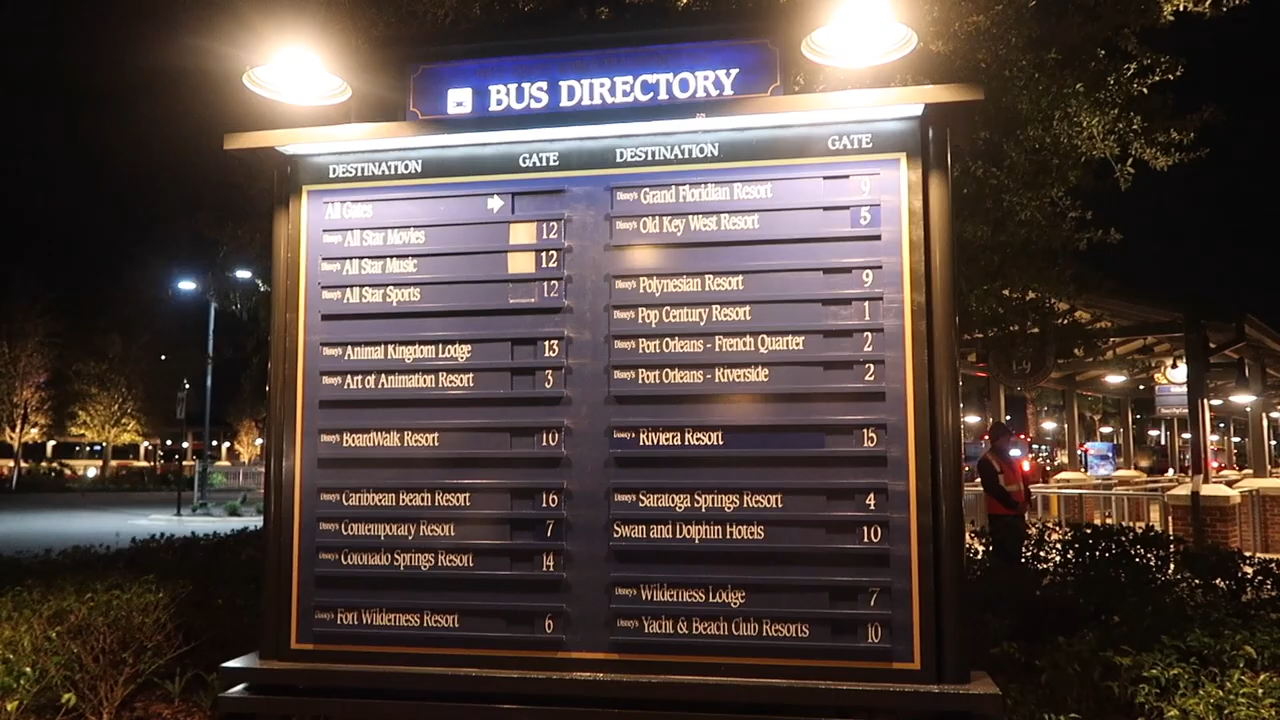 BUS DIRECTORY
DESTINATION GATE
All Gates
Disney's All Star Movies 12
Disney's All Star Music 12
Disney's All Star Sports 12
Disney's Animal Kingdom Lodge 13
Disney's Art of Animation Resort 3
Disney's BoardWalk Resort 10
Disney's Caribbean Beach Resort 16
Disney's Contemporary Resort 7
Disney's Coronado Springs Resort 14
Disney's Fort Wilderness Resort 6
DESTINATION GATE
Disney's Grand Floridian Resort 9
Disney's Old Key West Resort 5
Disney's Polynesian Resort 9
Disney's Pop Century Resort 1
Disney's Port Orleans - French Quarter 2
Disney's Port Orleans - Riverside 2
Disney's Riviera Resort 15
Disney's Saratoga Springs Resort 4
Swan and Dolphin Hotels 10
Disney's Wilderness Lodge 7
Disney's Yacht & Beach Club Resorts 10
1-9